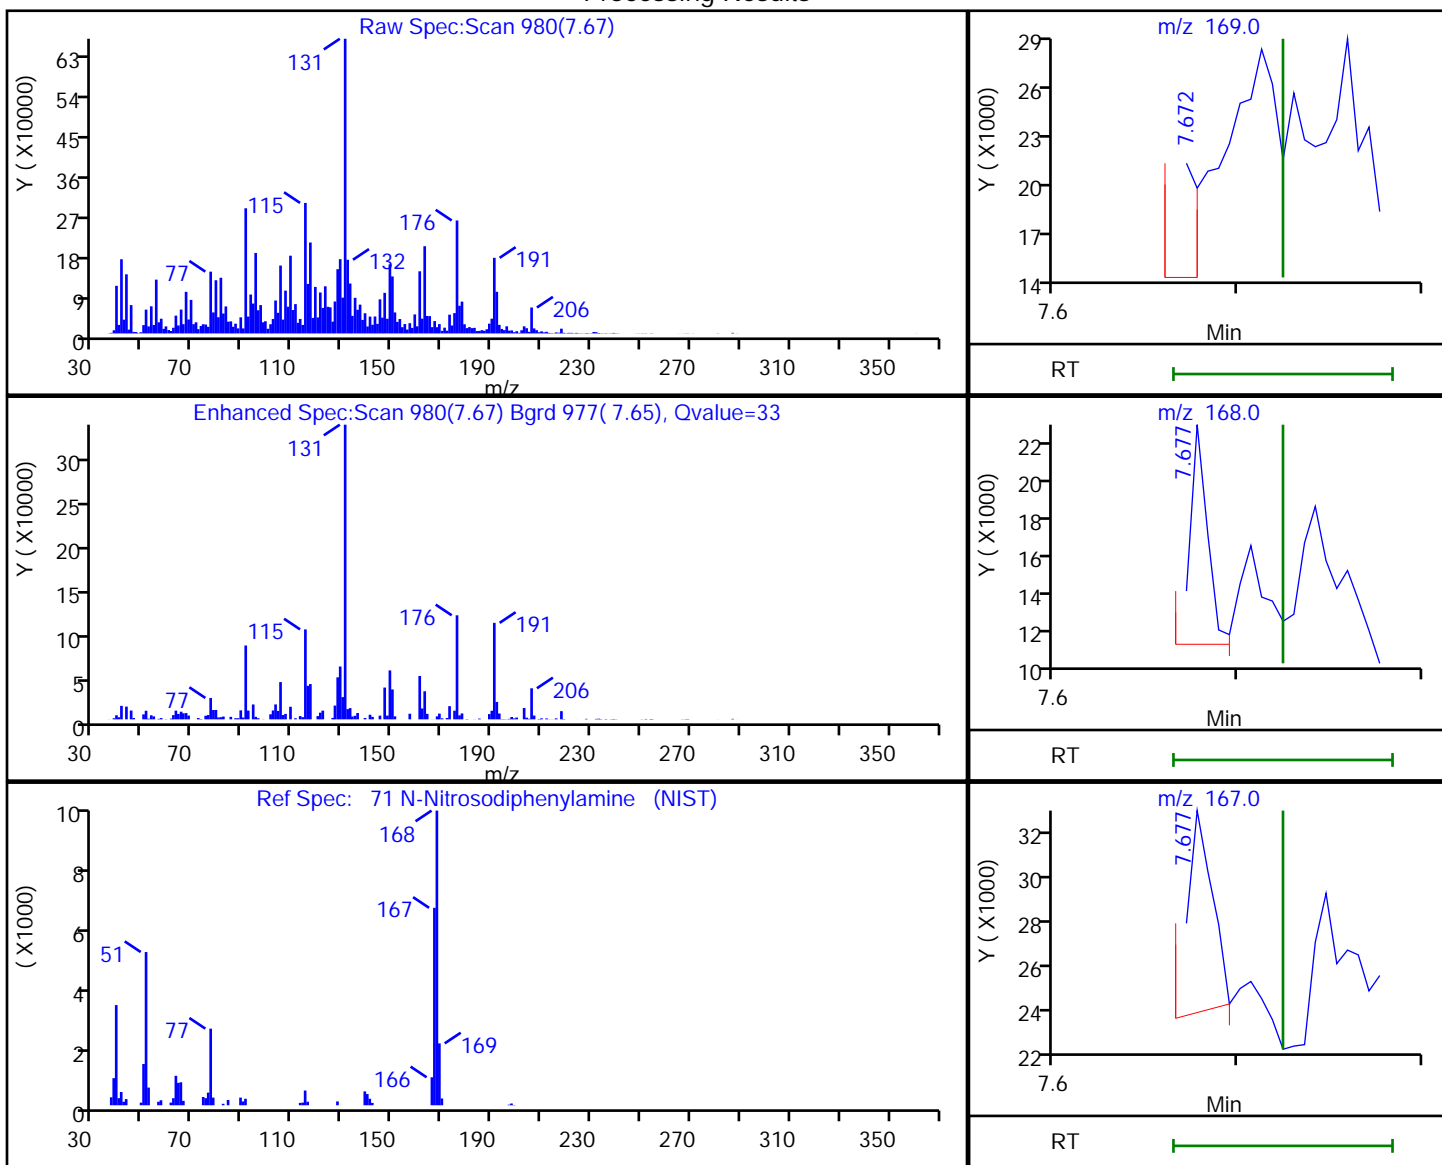 Processing Results
Raw Spec:Scan 980(7.67)
Y ( X10000)
63
54
45
36
27
18
9
0
131
115
176
77
132
191
206
30 70 110 150 190 230 270 310 350
m/z
m/z 169.0
Y ( X1000)
29
26
23
20
17
14
7.672
7.6
Min
RT
Enhanced Spec:Scan 980(7.67) Bgrd 977( 7.65), Qvalue=33
Y ( X10000)
30
25
20
15
10
5
0
131
115
176
191
77
206
30 70 110 150 190 230 270 310 350
m/z
m/z 168.0
Y ( X1000)
22
20
18
16
14
12
10
7.677
7.6
Min
RT
Ref Spec: 71 N-Nitrosodiphenylamine (NIST)
( X1000)
10
8
6
4
2
0
168
167
51
77
169
166
30 70 110 150 190 230 270 310 350
m/z 167.0
Y ( X1000)
32
30
28
26
24
22
7.677
7.6
Min
RT